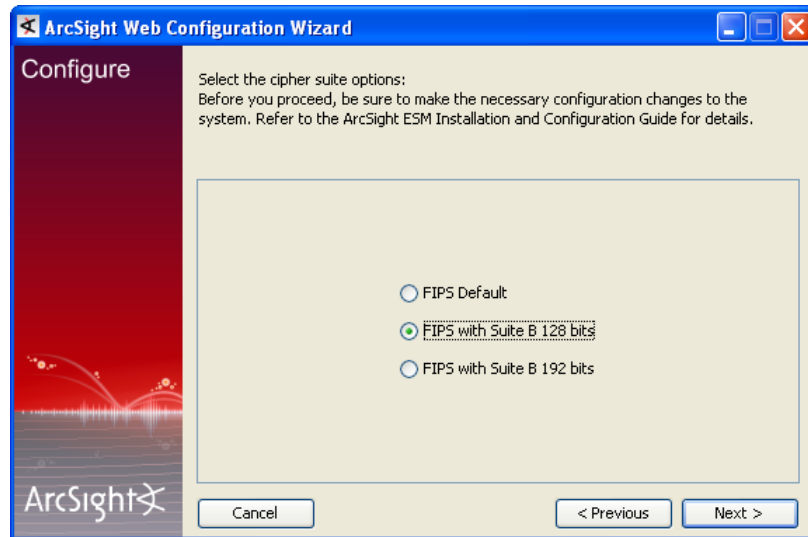 ArcSight Web Configuration Wizard
Configure
Select the cipher suite options:
Before you proceed, be sure to make the necessary configuration changes to the
system. Refer to the ArcSight ESM Installation and Configuration Guide for details.
FIPS Default
FIPS with Suite B 128 bits
FIPS with Suite B 192 bits
ArcSight
Cancel
< Previous
Next >